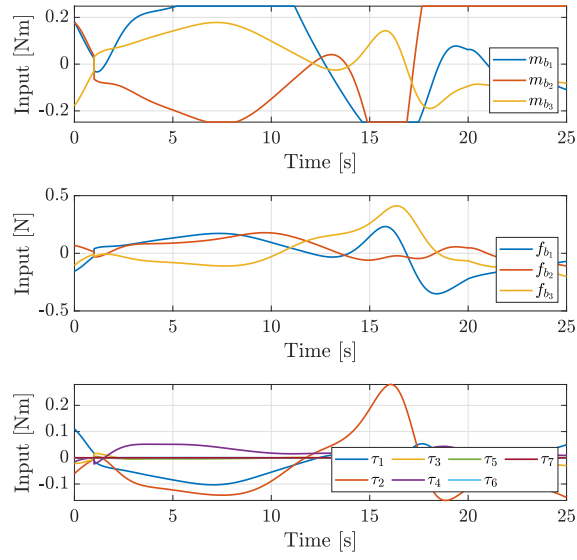 0.2
0
-0.2
Input [Nm]
m_{b_1}
m_{b_2}
m_{b_3}
0 5 10 15 20 25
Time [s]
0.5
0
-0.5
Input [N]
f_{b_1}
f_{b_2}
f_{b_3}
0 5 10 15 20 25
Time [s]
0.2
0.1
0
-0.1
Input [Nm]
τ_1 τ_3 τ_5 τ_7
τ_2 τ_4 τ_6
0 5 10 15 20 25
Time [s]